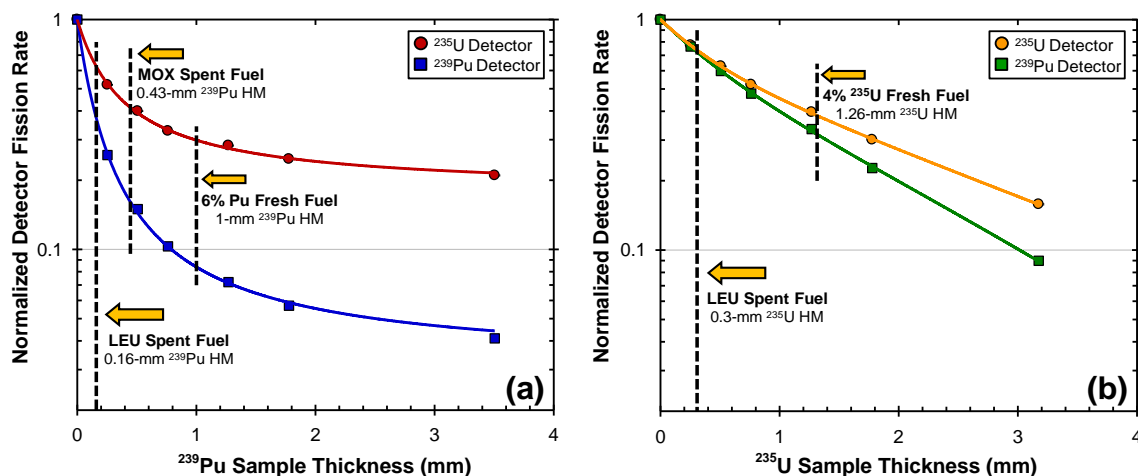 Normalized Detector Fission Rate
1
0.1
²³⁵U Detector
²³⁹Pu Detector
MOX Spent Fuel
0.43-mm ²³⁹Pu HM
6% Pu Fresh Fuel
1-mm ²³⁹Pu HM
LEU Spent Fuel
0.16-mm ²³⁹Pu HM
(a)
0 1 2 3 4
²³⁹Pu Sample Thickness (mm)
Normalized Detector Fission Rate
1
0.1
²³⁵U Detector
²³⁹Pu Detector
4% ²³⁵U Fresh Fuel
1.26-mm ²³⁵U HM
LEU Spent Fuel
0.3-mm ²³⁵U HM
(b)
0 1 2 3 4
²³⁵U Sample Thickness (mm)